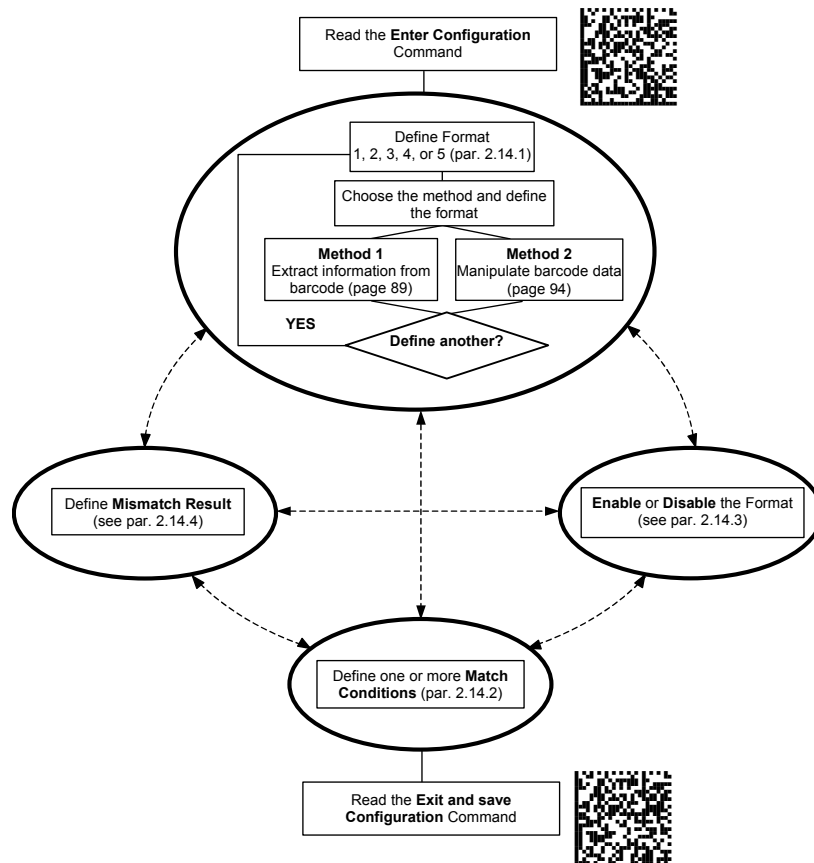 Read the Enter Configuration
Command
Define Format
1, 2, 3, 4, or 5 (par. 2.14.1)
Choose the method and define
the format
Method 1
Extract information from
barcode (page 89)
Method 2
Manipulate barcode data
(page 94)
YES
Define another?
Define Mismatch Result
(see par. 2.14.4)
Enable or Disable the Format
(see par. 2.14.3)
Define one or more Match
Conditions (par. 2.14.2)
Read the Exit and save
Configuration Command